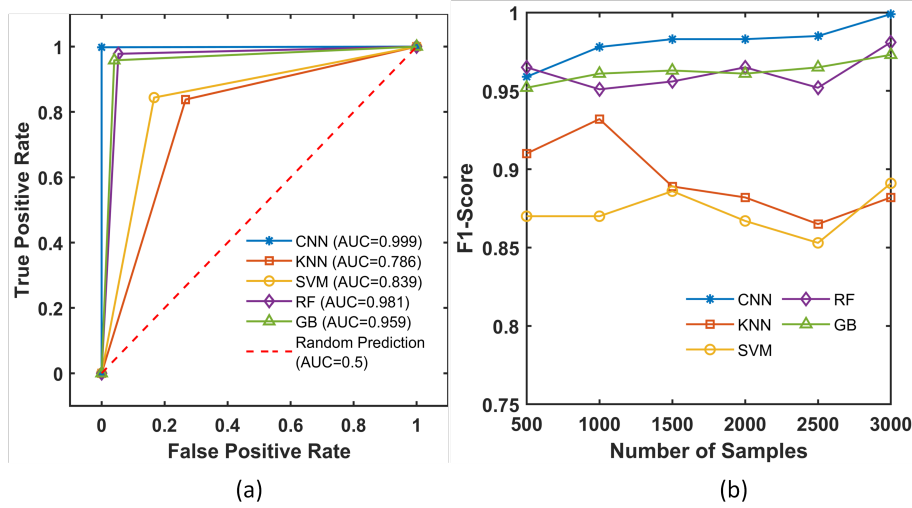 True Positive Rate
1
0.8
0.6
0.4
0.2
0
CNN (AUC=0.999)
KNN (AUC=0.786)
SVM (AUC=0.839)
RF (AUC=0.981)
GB (AUC=0.959)
Random Prediction
(AUC=0.5)
0 0.2 0.4 0.6 0.8 1
False Positive Rate
(a)
F1-Score
1
0.95
0.9
0.85
0.8
0.75
CNN RF
KNN GB
SVM
500 1000 1500 2000 2500 3000
Number of Samples
(b)